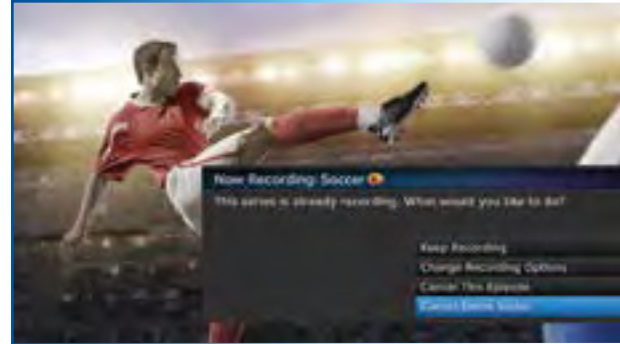 Now Recording: Soccer
This series is already recording. What would you like to do?
Keep Recording
Change Recording Options
Cancel This Episode
Cancel Entire Series